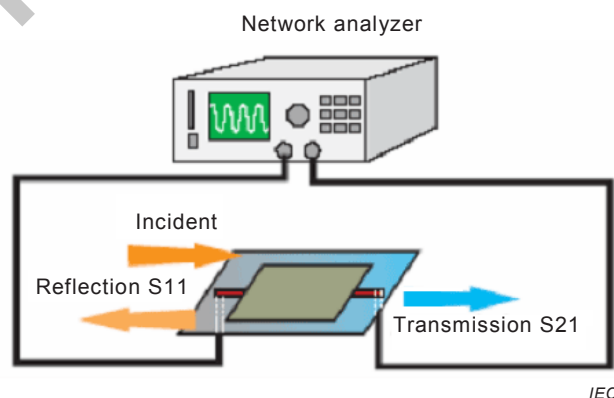 Network analyzer
Incident
Reflection S11
Transmission S21
IEC